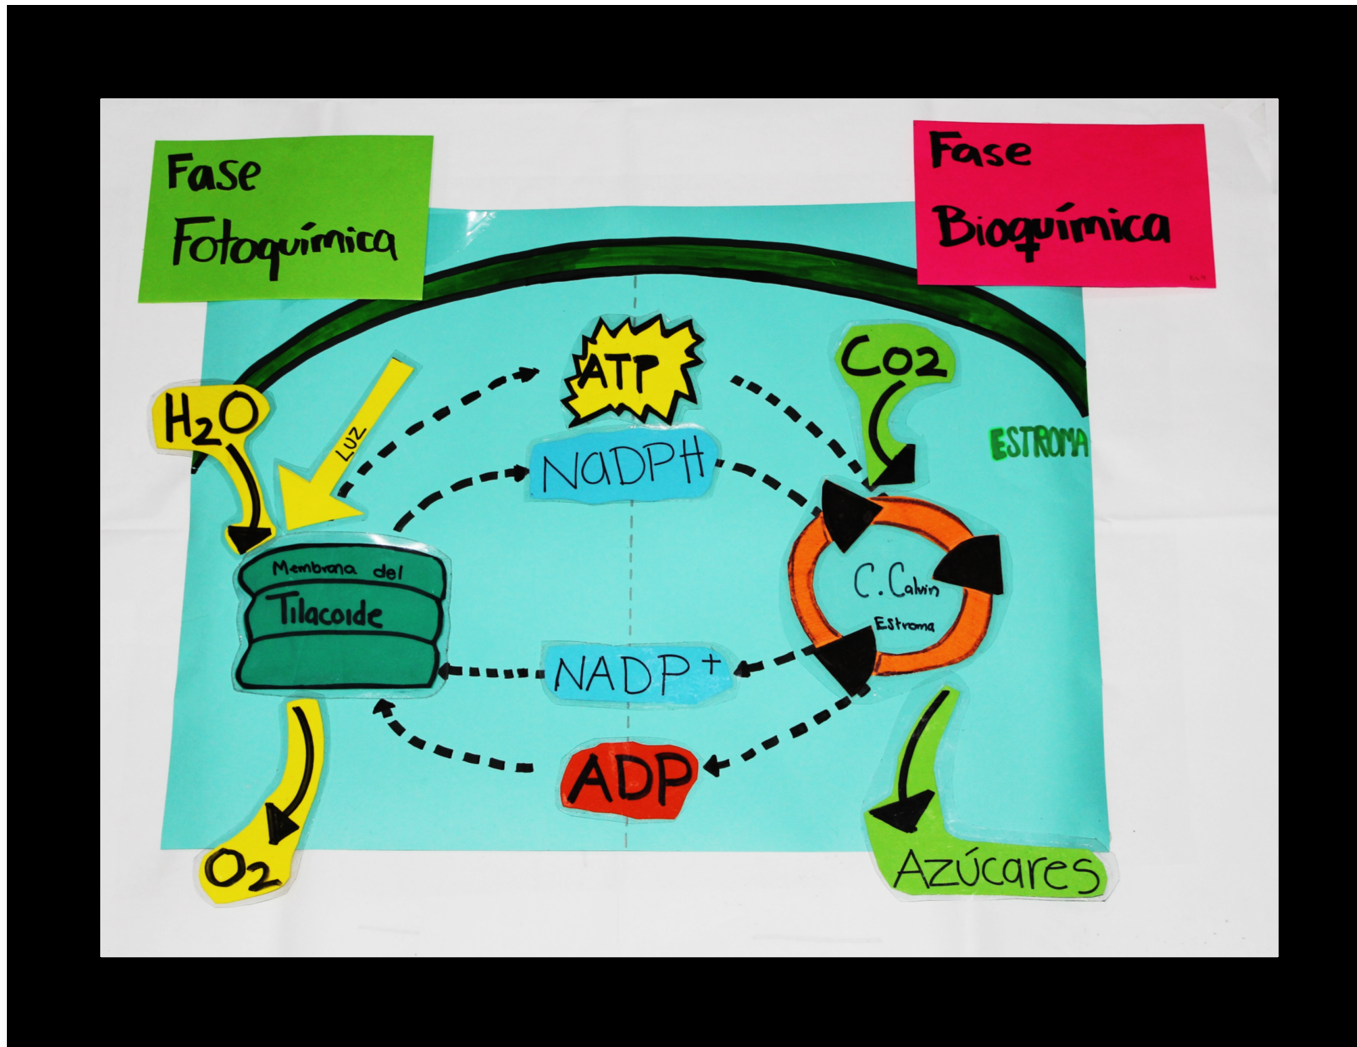 Fase
Fotoquímica
Fase
Bioquímica
H2O
LUZ
ATP
NaDPH
CO2
ESTROMA
Membrana del
Tilacoide
C. Calvin
Estroma
NADP+
ADP
O2
Azúcares